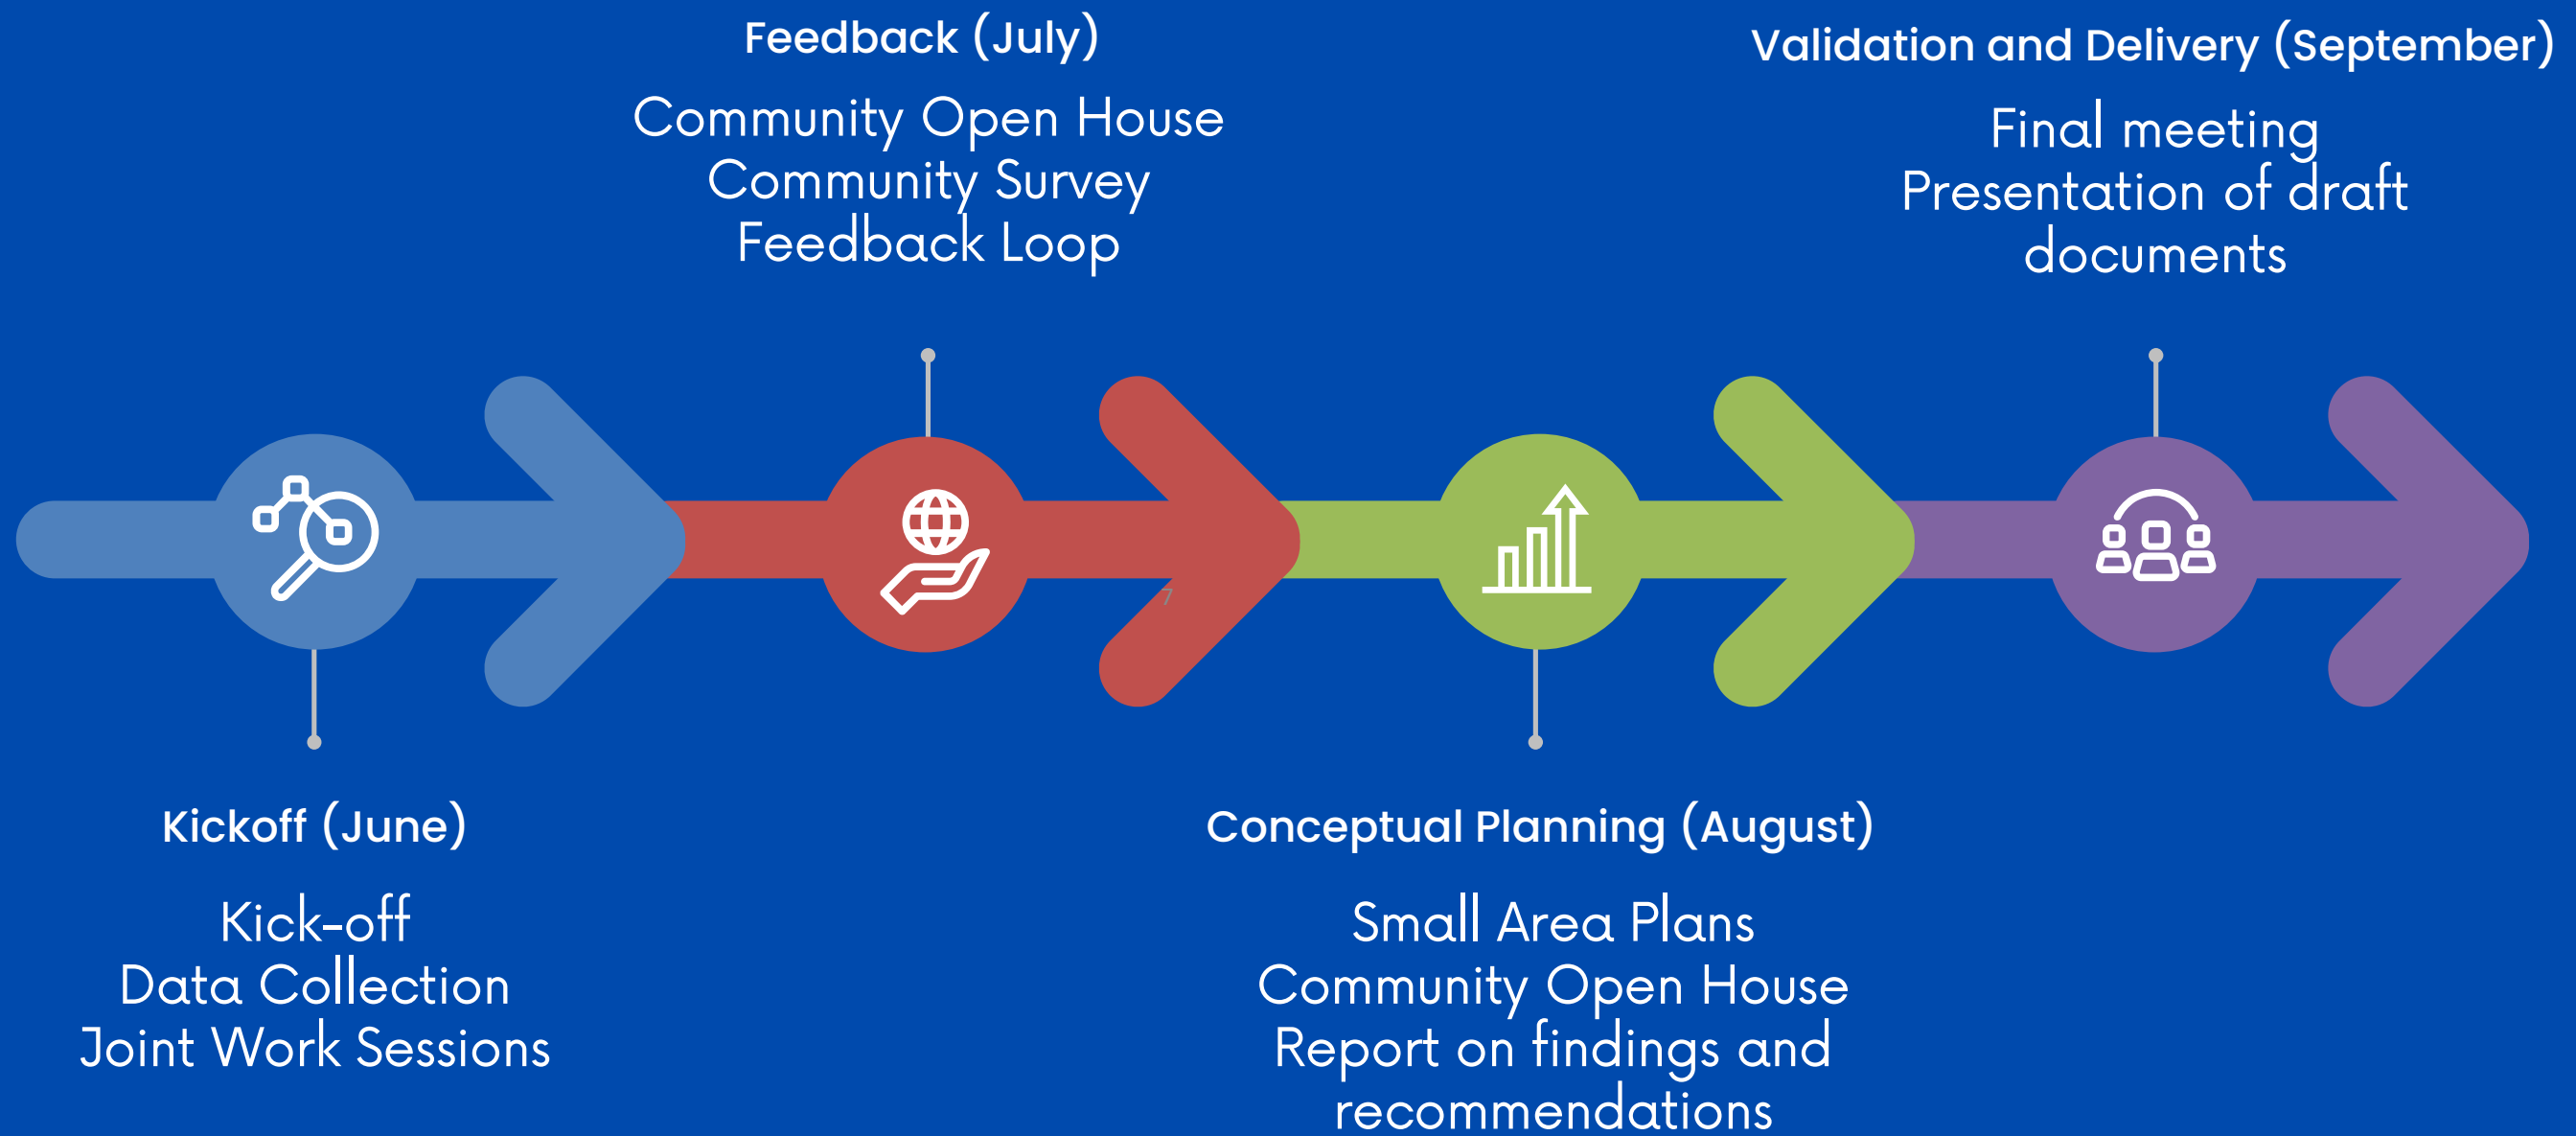 Feedback (July)
Community Open House
Community Survey
Feedback Loop
Validation and Delivery (September)
Final meeting
Presentation of draft
documents
7
Kickoff (June)
Kick-off
Data Collection
Joint Work Sessions
Conceptual Planning (August)
Small Area Plans
Community Open House
Report on findings and
recommendations